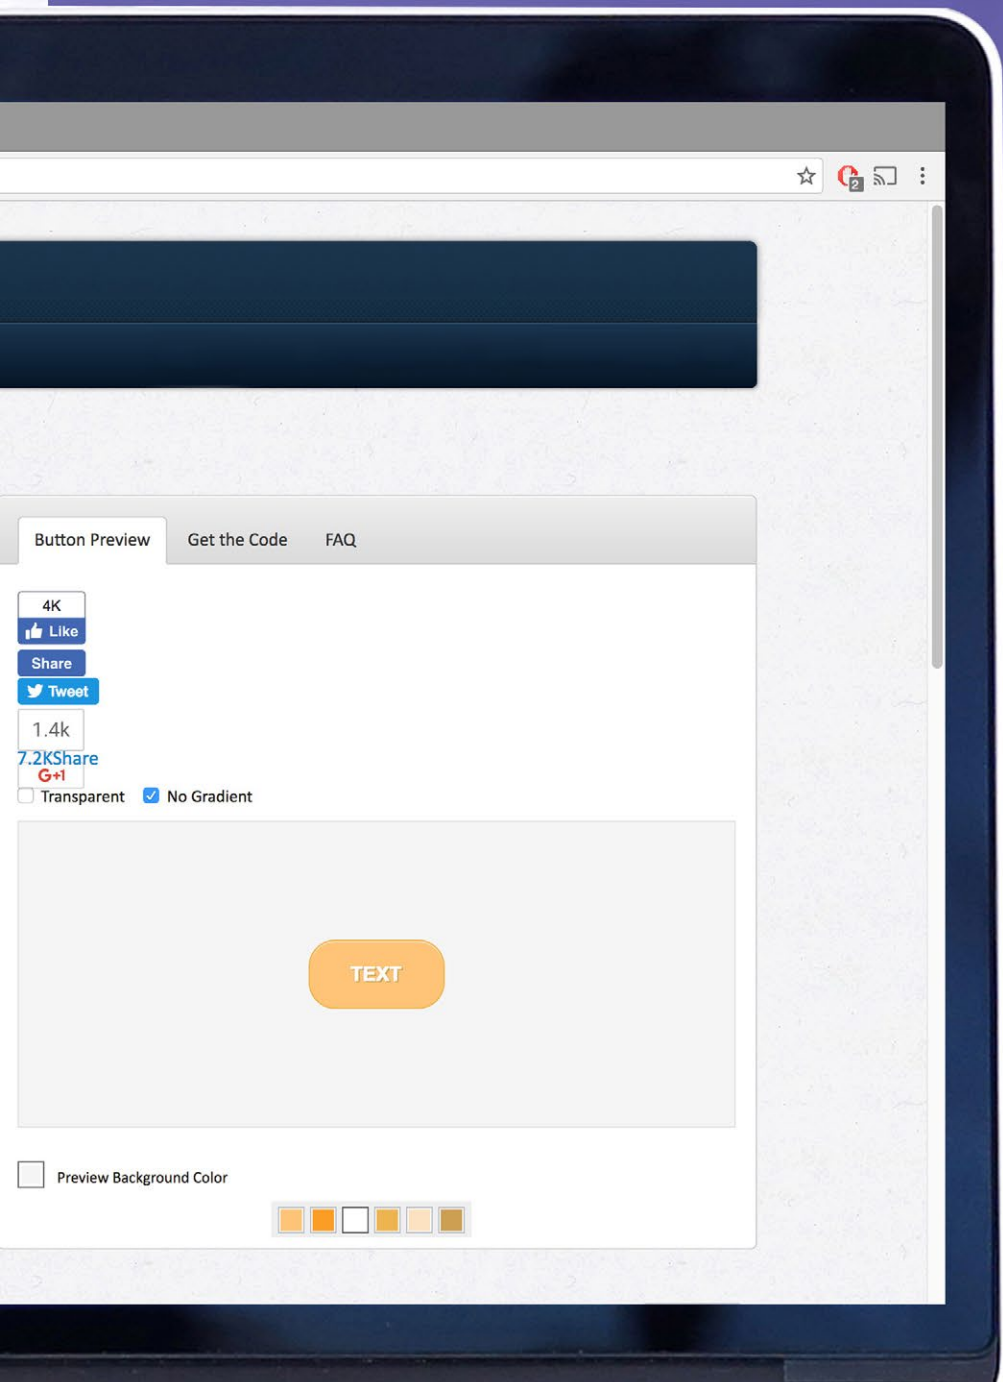 2
Button Preview Get the Code FAQ
4K
Like
Share
Tweet
1.4k
7.2KShare
G+1
Transparent No Gradient
TEXT
Preview Background Color